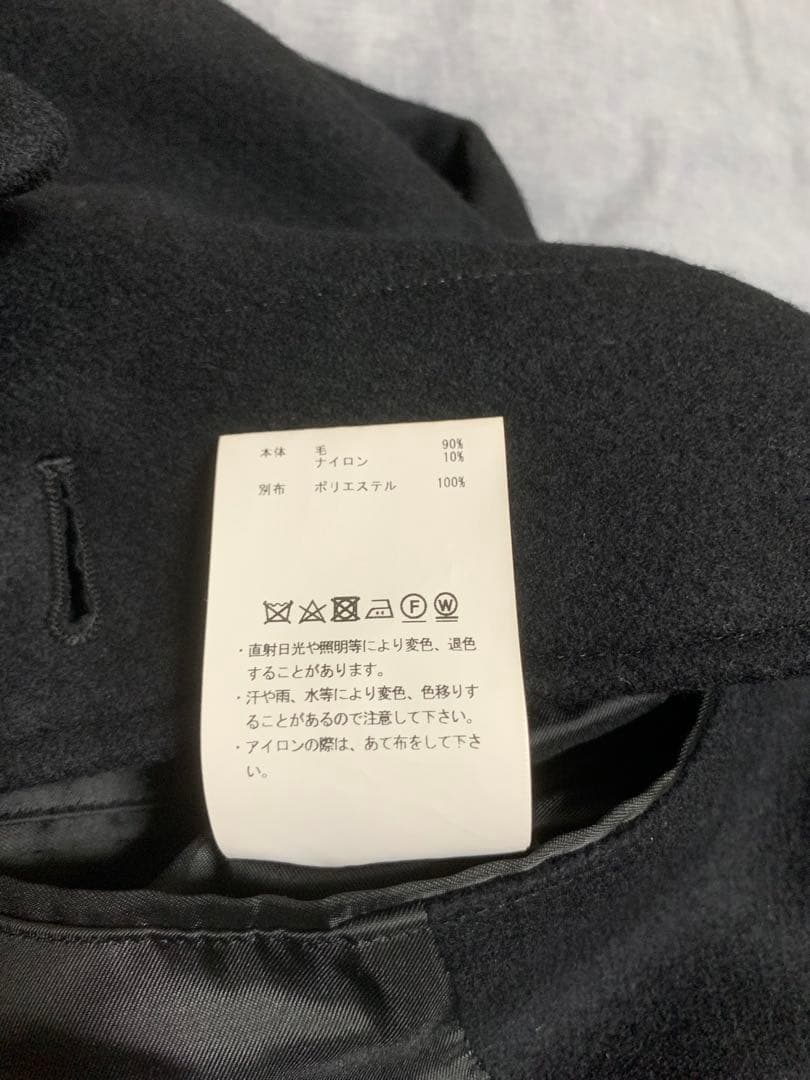 本体 毛 90%
ナイロン 10%
別布 ポリエステル 100%
F W
・直射日光や照明等により変色、退色
することがあります。
・汗や雨、水等により変色、色移りす
ることがあるので注意して下さい。
・アイロンの際は、あて布をして下さ
い。